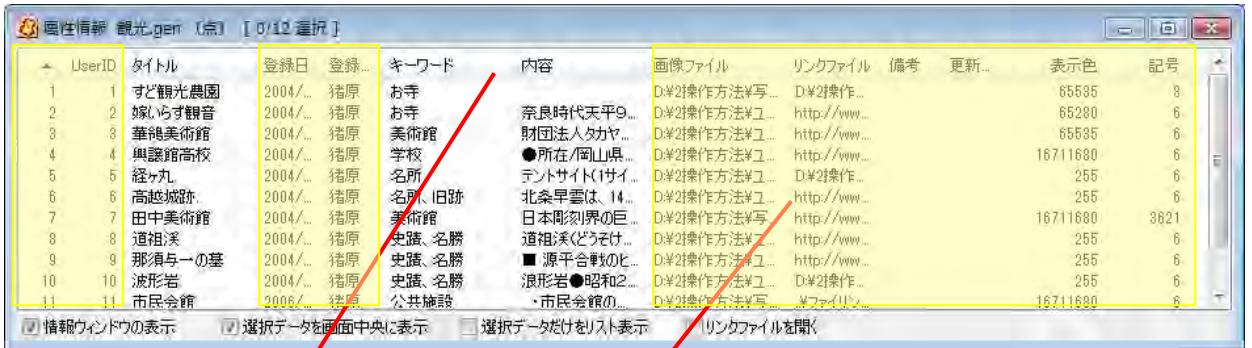 属性情報 観光.gen （点） [ 0/12 選択 ]
UserID タイトル 登録日 登録... キーワード 内容 画像ファイル リンクファイル 備考 更新... 表示色 記号
1 1 すど観光農園 2004/... 猪原 お寺 D:¥2操作方法¥写... D:¥2操作... 65535 8
2 2 嫁いらず観音 2004/... 猪原 お寺 奈良時代天平9... D:¥2操作方法¥ユ... http://www... 65280 6
3 3 華鴒美術館 2004/... 猪原 美術館 財団法人タカヤ... D:¥2操作方法¥ユ... http://www... 65535 6
4 4 興譲館高校 2004/... 猪原 学校 ●所在/岡山県... D:¥2操作方法¥ユ... http://www... 16711680 6
5 5 経ヶ丸 2004/... 猪原 名所 テントサイト(1サイ... D:¥2操作方法¥ユ... D:¥2操作... 255 6
6 6 高越城跡. 2004/... 猪原 名所、旧跡 北条早雲は、14... D:¥2操作方法¥ユ... http://www... 255 6
7 7 田中美術館 2004/... 猪原 美術館 日本彫刻界の巨... D:¥2操作方法¥写... http://www... 16711680 3621
8 8 道祖渓 2004/... 猪原 史蹟、名勝 道祖渓(どうそけ... D:¥2操作方法¥ユ... http://www... 255 6
9 9 那須与一の墓 2004/... 猪原 史蹟、名勝 ■ 源平合戦のヒ... D:¥2操作方法¥ユ... http://www... 255 6
10 10 浪形岩 2004/... 猪原 史蹟、名勝 浪形岩●昭和2... D:¥2操作方法¥ユ... D:¥2操作... 255 6
11 11 市民会館 2006/... 猪原 公共施設 ・市民会館の... D:¥2操作方法¥写... .¥ファイリン... 16711680 6
情報ウィンドウの表示 選択データを画面中央に表示 選択データだけをリスト表示 リンクファイルを開く